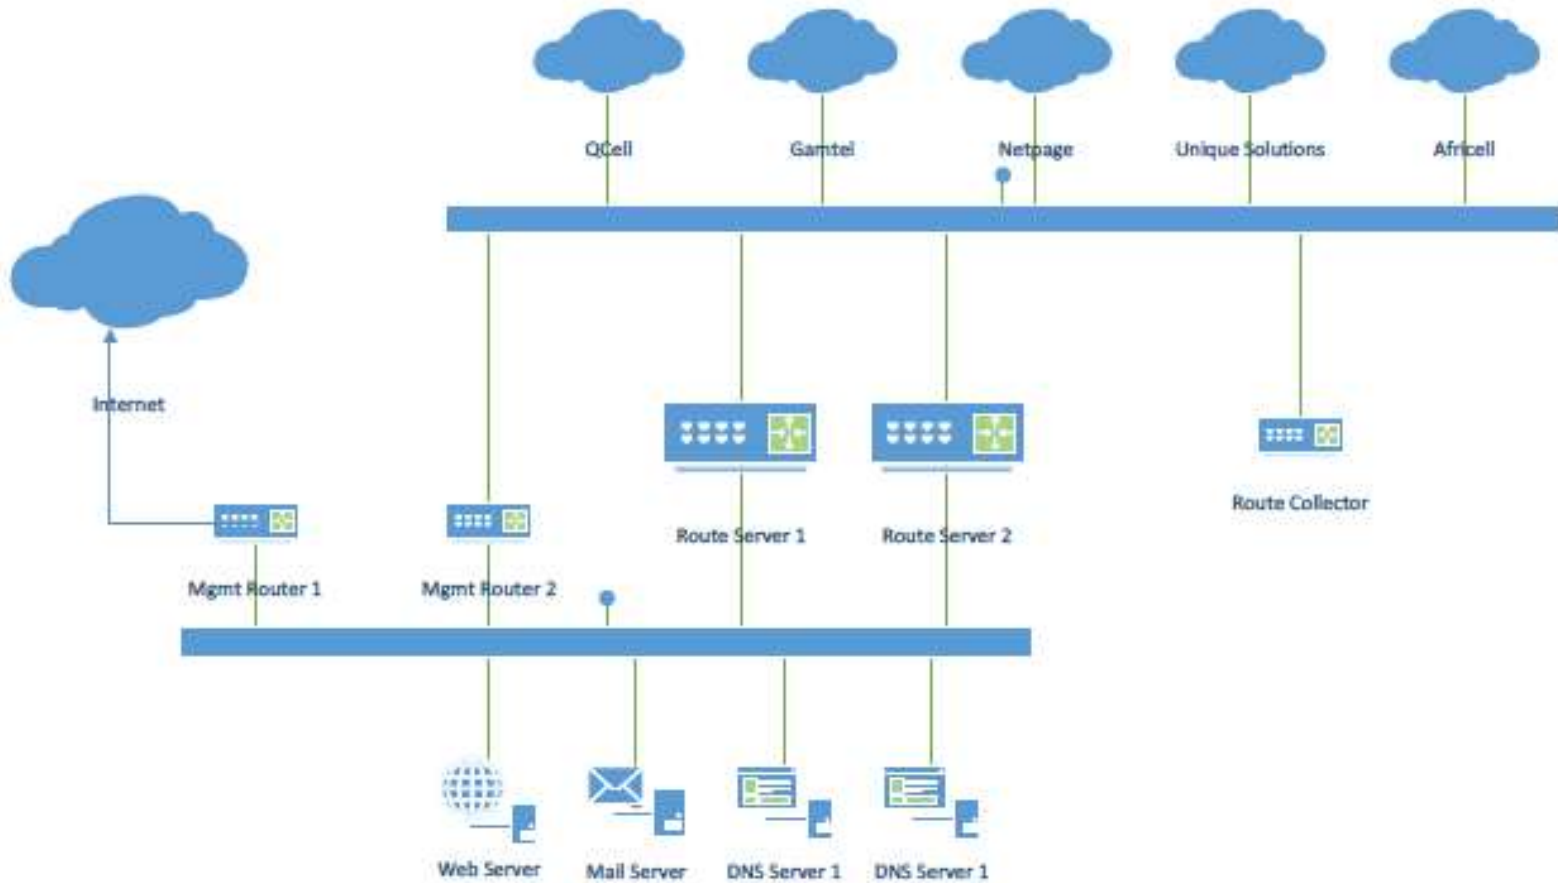 QCell
Gamtel
Netpage
Unique Solutions
Africell
Internet
Route Collector
Route Server 1
Route Server 2
Mgmt Router 1
Mgmt Router 2
Web Server
Mail Server
DNS Server 1
DNS Server 1